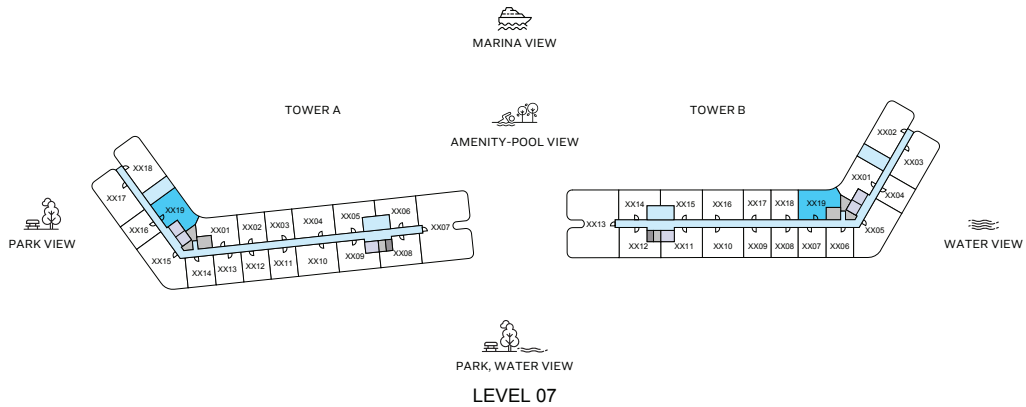 MARINA VIEW
TOWER A
TOWER B
AMENITY-POOL VIEW
PARK VIEW
WATER VIEW
XX18
XX17
XX19
XX16
XX15
XX01
XX02
XX03
XX04
XX05
XX06
XX07
XX14
XX13
XX12
XX11
XX10
XX09
XX08
XX02
XX03
XX01
XX04
XX14
XX15
XX16
XX17
XX18
XX19
XX13
XX05
XX12
XX11
XX10
XX09
XX08
XX07
XX06
PARK, WATER VIEW
LEVEL 07